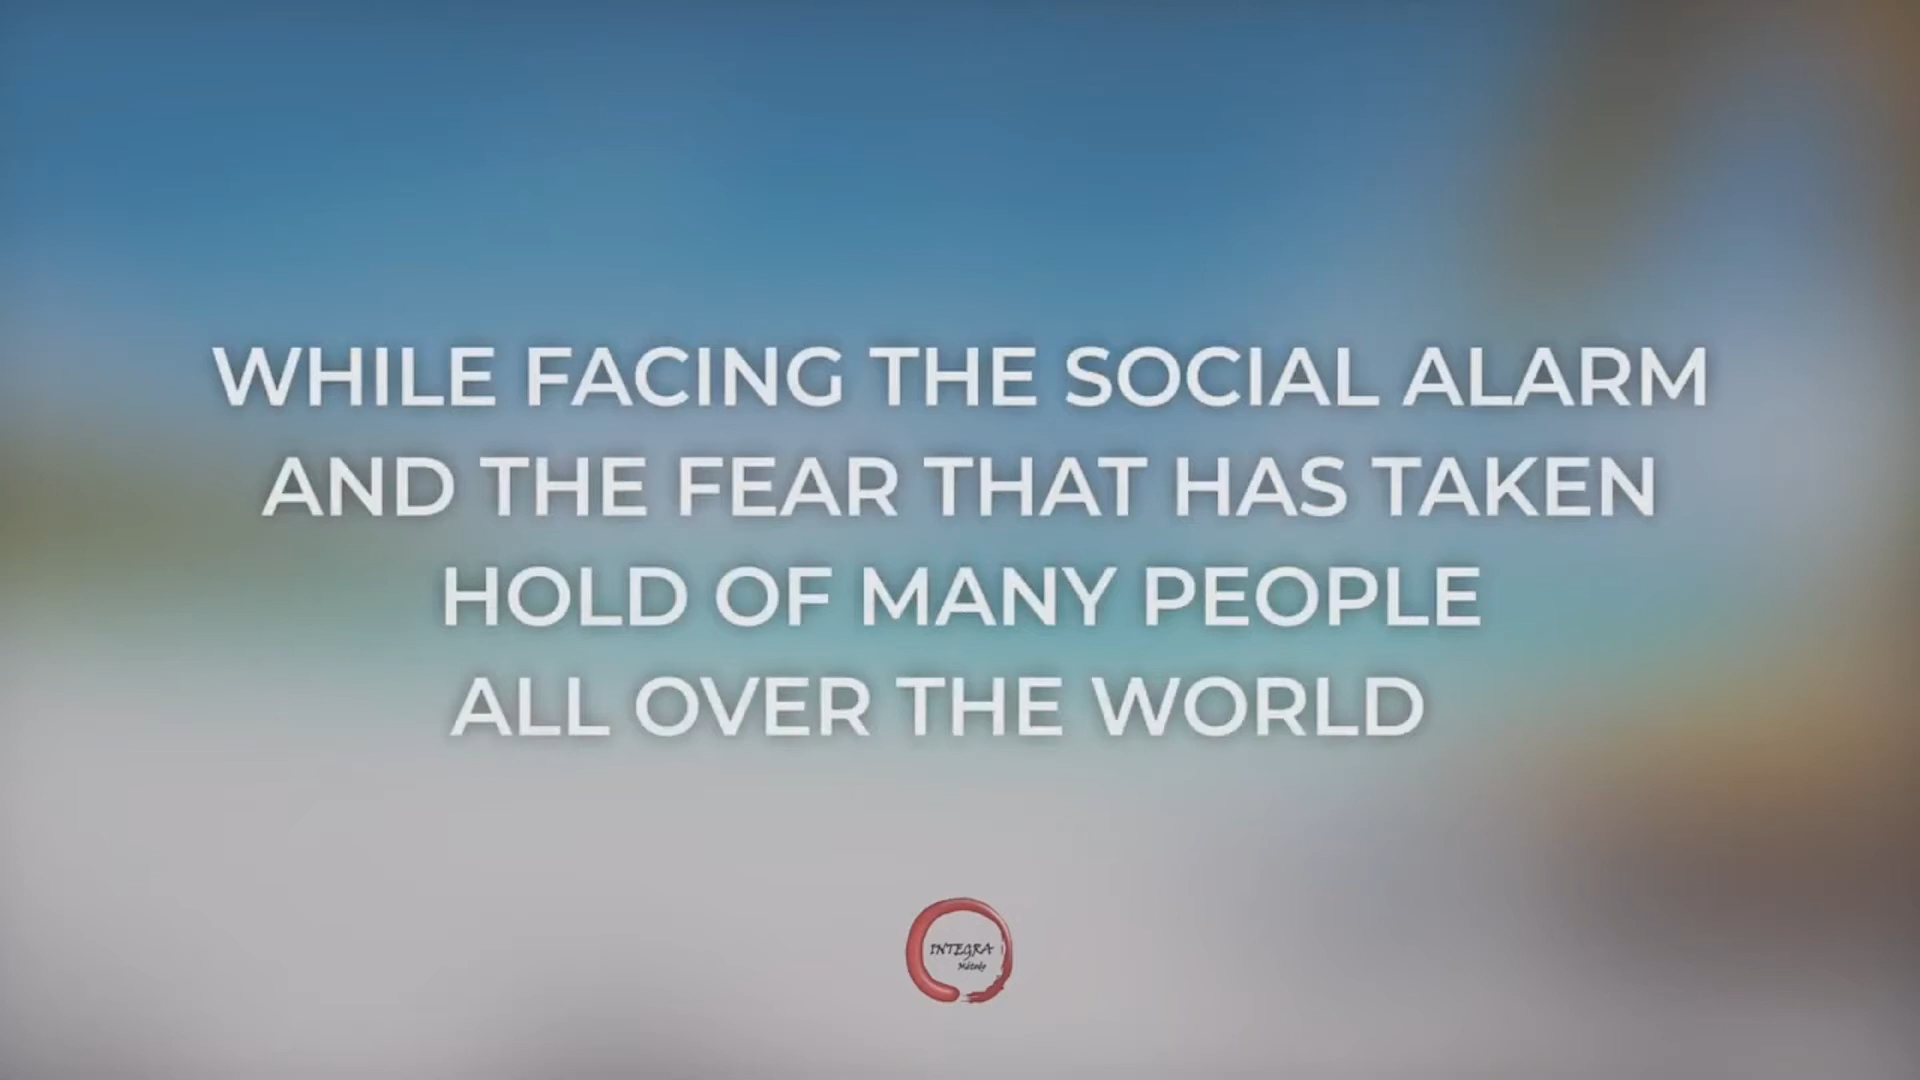 WHILE FACING THE SOCIAL ALARM
AND THE FEAR THAT HAS TAKEN
HOLD OF MANY PEOPLE
ALL OVER THE WORLD
INTEGRA
Método